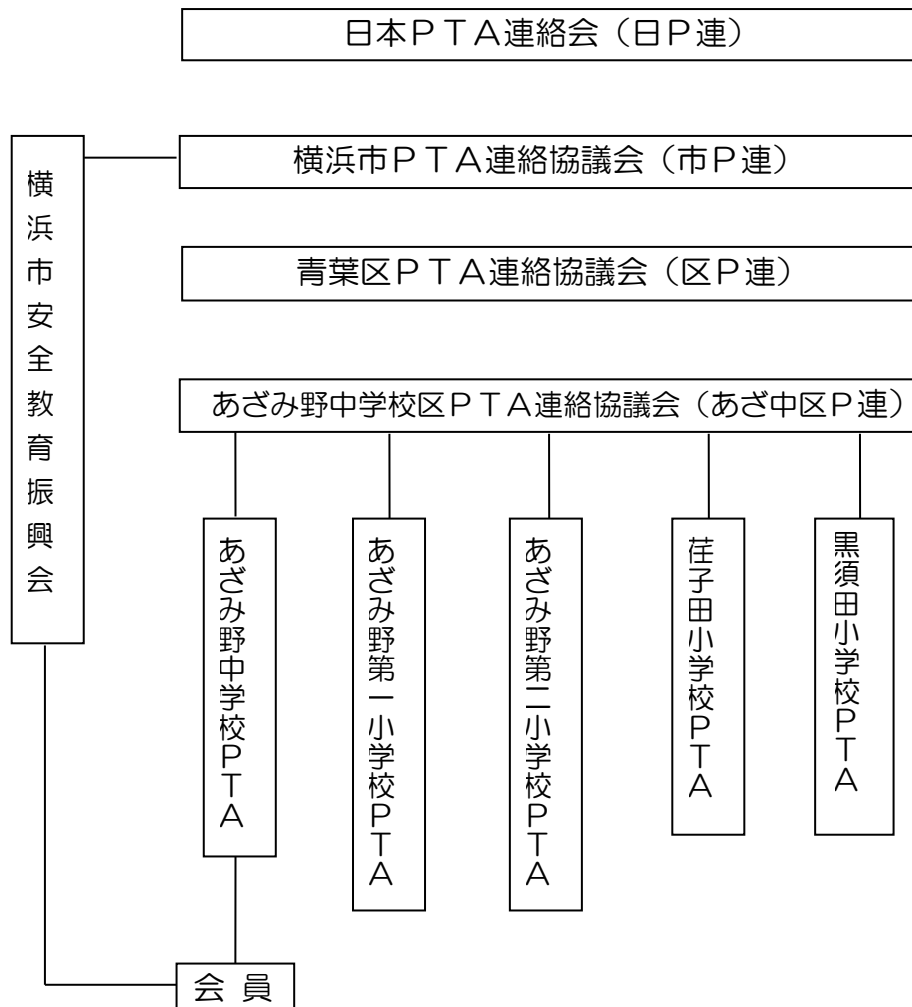 日本ＰＴＡ連絡会（日Ｐ連）
横浜市安全教育振興会
横浜市ＰＴＡ連絡協議会（市Ｐ連）
青葉区ＰＴＡ連絡協議会（区Ｐ連）
あざみ野中学校区ＰＴＡ連絡協議会（あざ中区Ｐ連）
あざみ野中学校ＰＴＡ
あざみ野第一小学校ＰＴＡ
あざみ野第二小学校ＰＴＡ
荏子田小学校ＰＴＡ
黒須田小学校ＰＴＡ
会 員